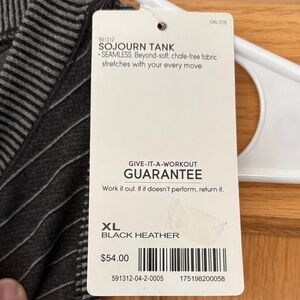 GAL1015
591312
SOJOURN TANK
• SEAMLESS. Beyond-soft, chafe-free fabric
stretches with your every move
GIVE-IT-A-WORKOUT
GUARANTEE
Work it out. If it doesn't perform, return it.
XL
BLACK HEATHER
$54.00
591312-04-2-0005
175198200058